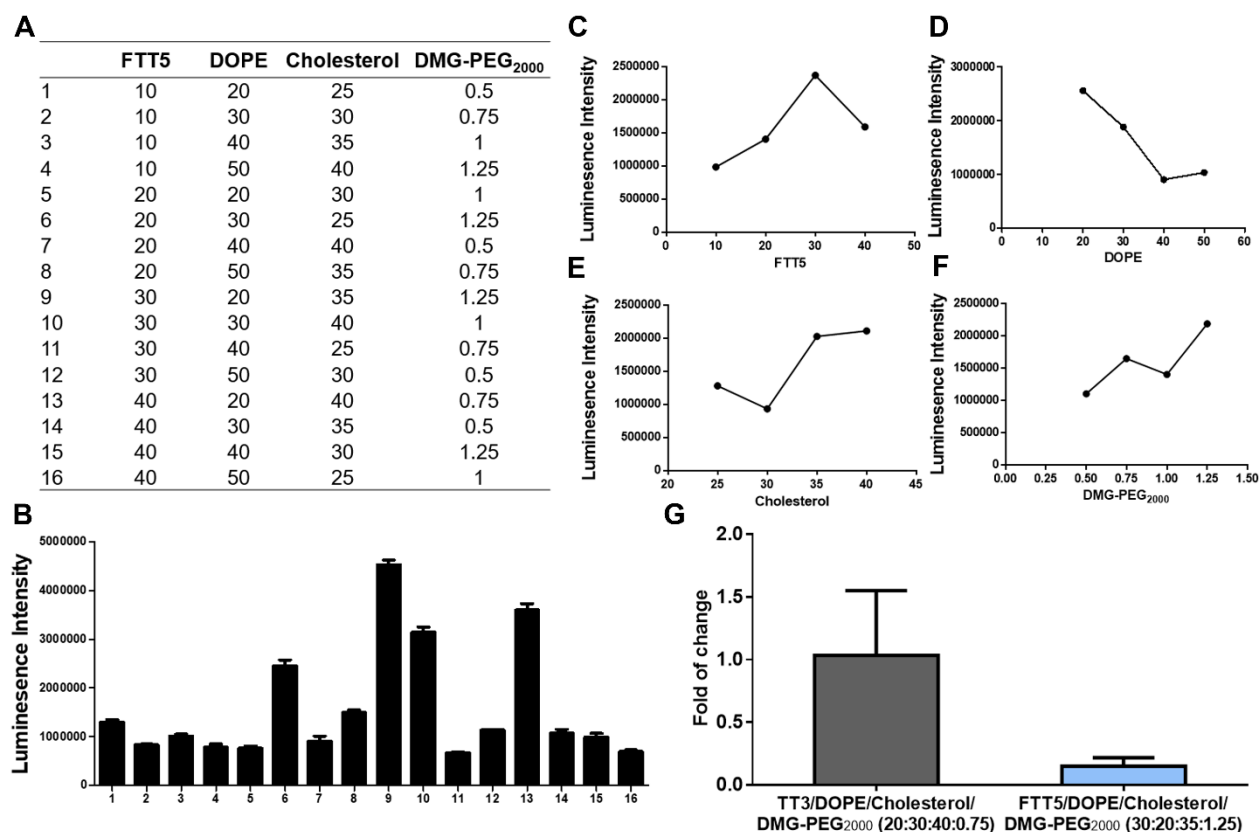 A
FTT5 DOPE Cholesterol DMG-PEG2000
1 10 20 25 0.5
2 10 30 30 0.75
3 10 40 35 1
4 10 50 40 1.25
5 20 20 30 1
6 20 30 25 1.25
7 20 40 40 0.5
8 20 50 35 0.75
9 30 20 35 1.25
10 30 30 40 1
11 30 40 25 0.75
12 30 50 30 0.5
13 40 20 40 0.75
14 40 30 35 0.5
15 40 40 30 1.25
16 40 50 25 1
B
Luminesence Intensity
5000000
4000000
3000000
2000000
1000000
0
1 2 3 4 5 6 7 8 9 10 11 12 13 14 15 16
C
Luminesence Intensity
2500000
2000000
1500000
1000000
500000
0
0 10 20 30 40 50
FTT5
D
Luminesence Intensity
3000000
2000000
1000000
0
0 10 20 30 40 50 60
DOPE
E
Luminesence Intensity
2500000
2000000
1500000
1000000
500000
0
20 25 30 35 40 45
Cholesterol
F
Luminesence Intensity
2500000
2000000
1500000
1000000
500000
0
0.00 0.25 0.50 0.75 1.00 1.25 1.50
DMG-PEG2000
G
Fold of change
2.0
1.5
1.0
0.5
0.0
TT3/DOPE/Cholesterol/
DMG-PEG2000 (20:30:40:0.75)
FTT5/DOPE/Cholesterol/
DMG-PEG2000 (30:20:35:1.25)